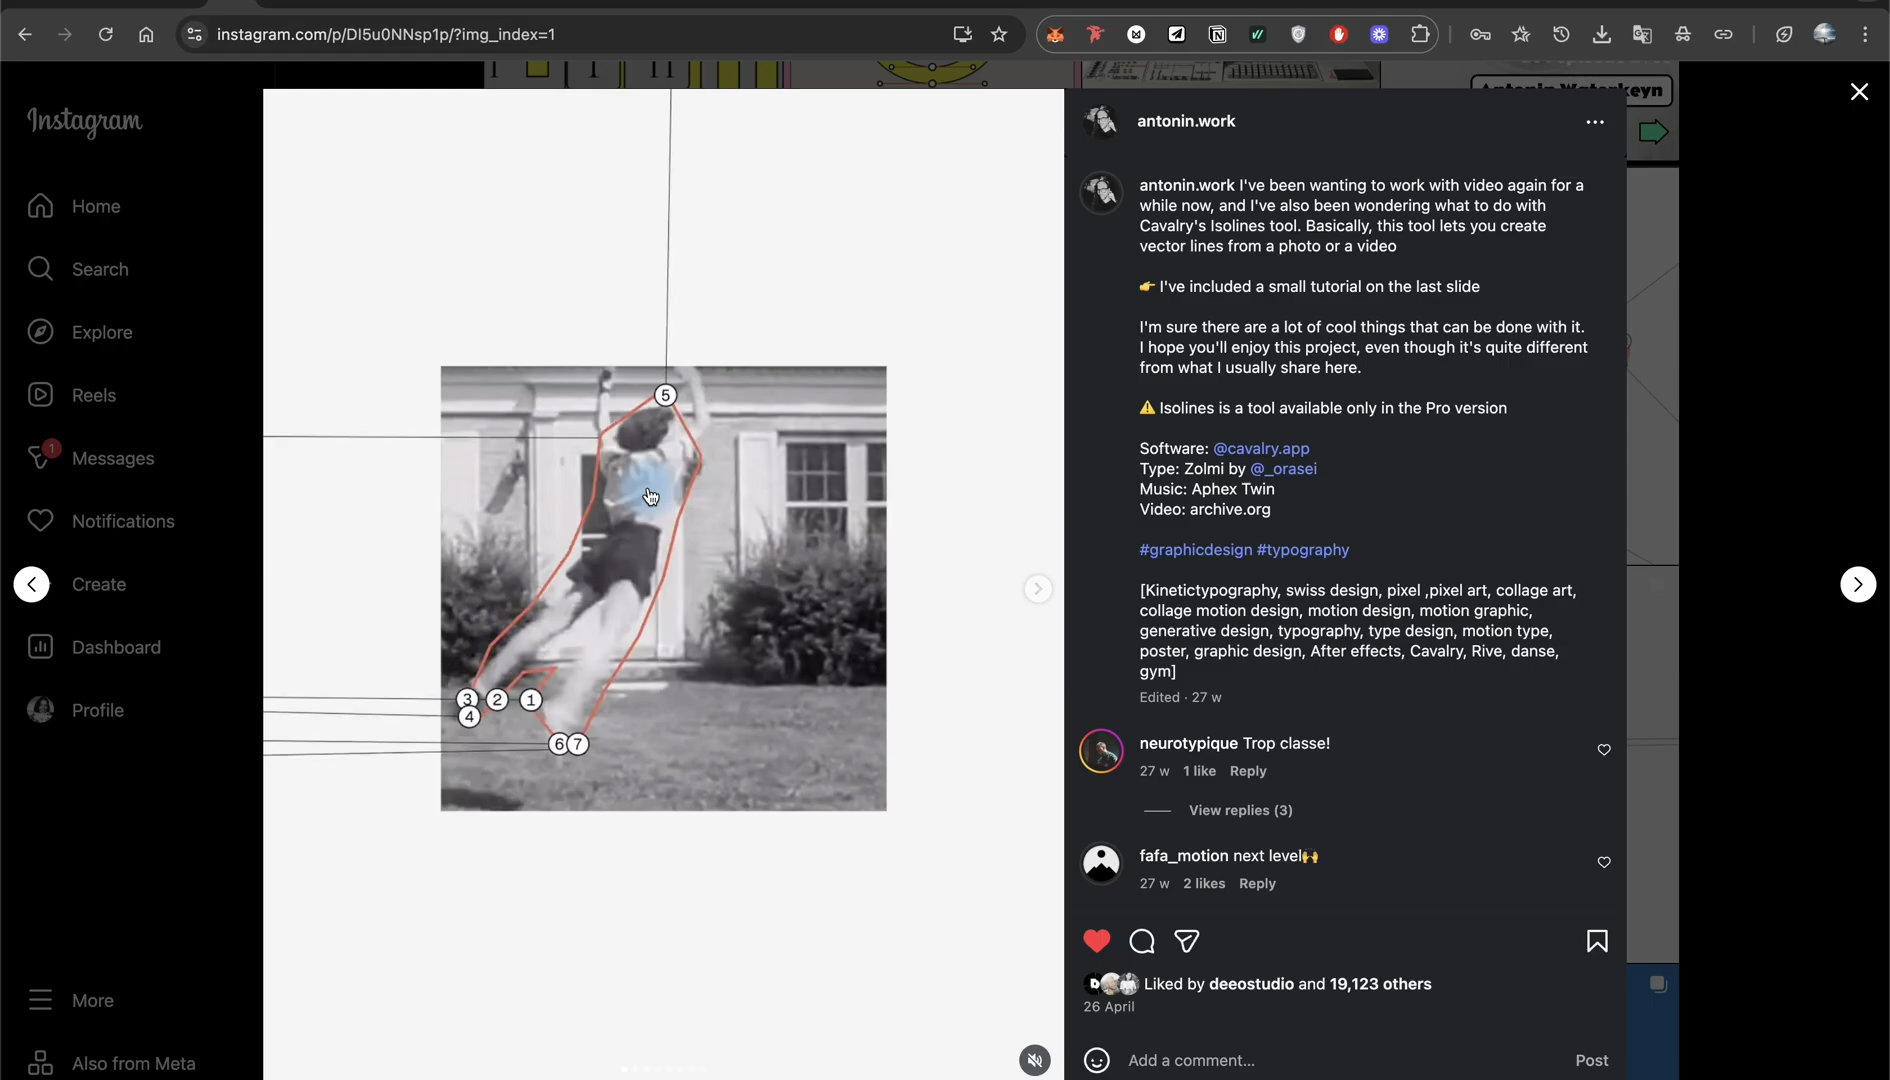 instagram.com/p/DI5u0NNsp1p/?img_index=1
Instagram
Home
Search
Explore
Reels
1
Messages
Notifications
Create
Dashboard
Profile
More
Also from Meta
5
3 2 1
4
6 7
antonin.work
antonin.work I've been wanting to work with video again for a
while now, and I've also been wondering what to do with
Cavalry's Isolines tool. Basically, this tool lets you create
vector lines from a photo or a video
👉 I've included a small tutorial on the last slide
I'm sure there are a lot of cool things that can be done with it.
I hope you'll enjoy this project, even though it's quite different
from what I usually share here.
⚠️ Isolines is a tool available only in the Pro version
Software: @cavalry.app
Type: Zolmi by @_orasei
Music: Aphex Twin
Video: archive.org
#graphicdesign #typography
[Kinetictypography, swiss design, pixel ,pixel art, collage art,
collage motion design, motion design, motion graphic,
generative design, typography, type design, motion type,
poster, graphic design, After effects, Cavalry, Rive, danse,
gym]
Edited · 27 w
neurotypique Trop classe!
27 w 1 like Reply
View replies (3)
fafa_motion next level🙌
27 w 2 likes Reply
Liked by deeostudio and 19,123 others
26 April
Add a comment...
Post